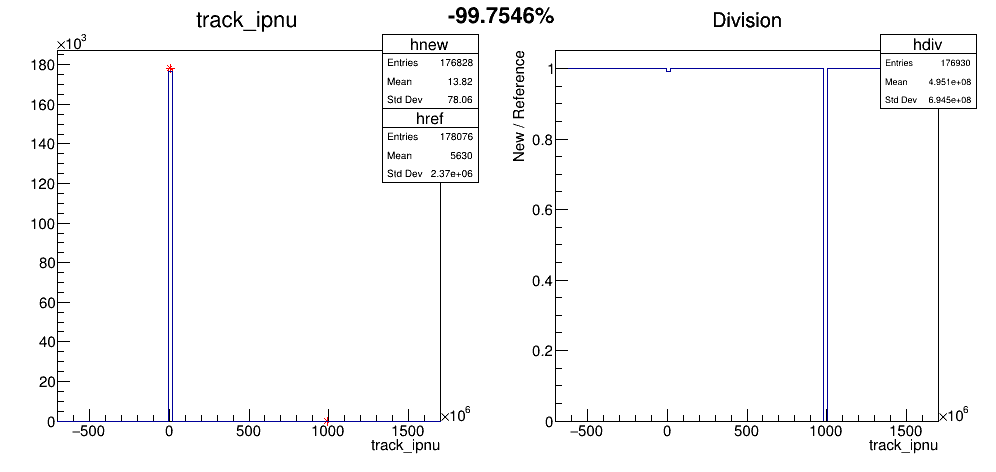 -99.7546%
track_ipnu
×10³
180
160
140
120
100
80
60
40
20
0
−500 0 500 1000 1500
×10⁶
track_ipnu
hnew
Entries 176828
Mean 13.82
Std Dev 78.06
href
Entries 178076
Mean 5630
Std Dev 2.37e+06
Division
New / Reference
1
0.8
0.6
0.4
0.2
0
−500 0 500 1000 1500
×10⁶
track_ipnu
hdiv
Entries 176930
Mean 4.951e+08
Std Dev 6.945e+08